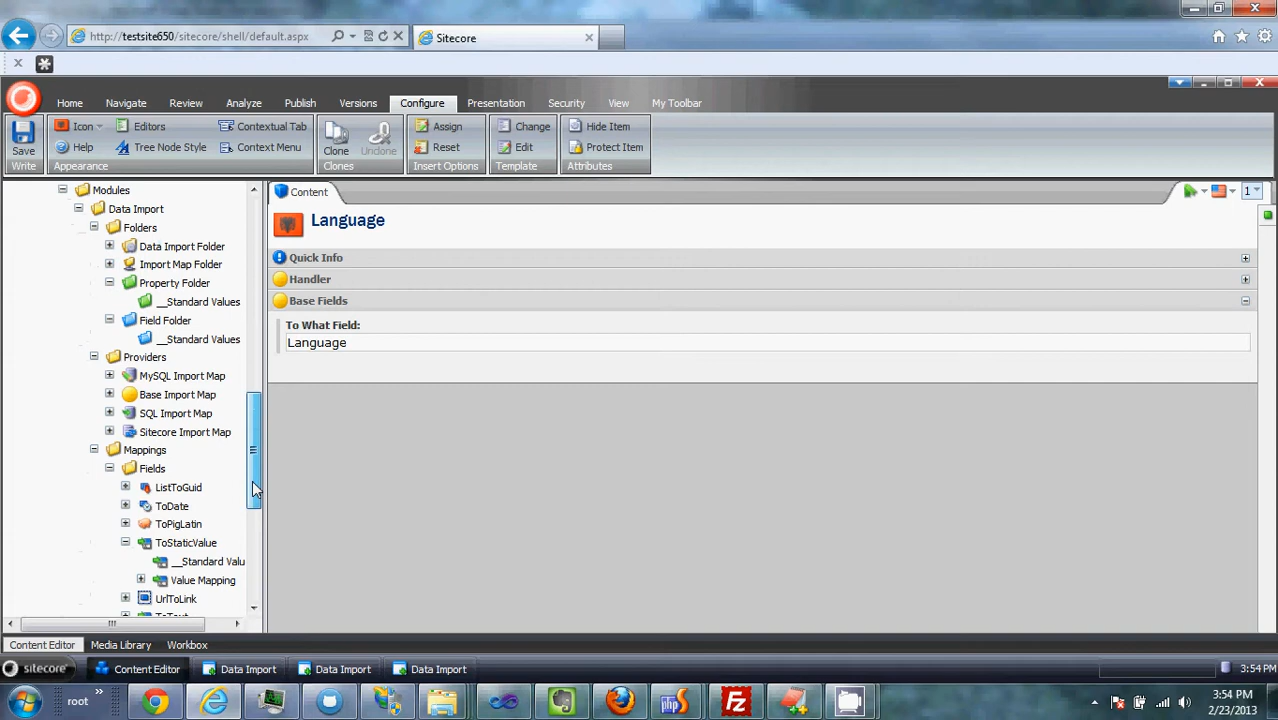 http://testsite650/sitecore/shell/default.aspx
Sitecore
Home Navigate Review Analyze Publish Versions Configure Presentation Security View My Toolbar
Save
Write
Icon Editors Contextual Tab
Help Tree Node Style Context Menu
Appearance
Clone Unclone
Clones
Assign
Reset
Insert Options
Change
Edit
Template
Hide Item
Protect Item
Attributes
Modules
Data Import
Folders
Data Import Folder
Import Map Folder
Property Folder
__Standard Values
Field Folder
__Standard Values
Providers
MySQL Import Map
Base Import Map
SQL Import Map
Sitecore Import Map
Mappings
Fields
ListToGuid
ToDate
ToPigLatin
ToStaticValue
__Standard Valu
Value Mapping
UrlToLink
ToText
Content
1
Language
Quick Info
Handler
Base Fields
To What Field:
Language
Content Editor Media Library Workbox
sitecore Content Editor Data Import Data Import Data Import 3:54 PM
root
3:54 PM
2/23/2013